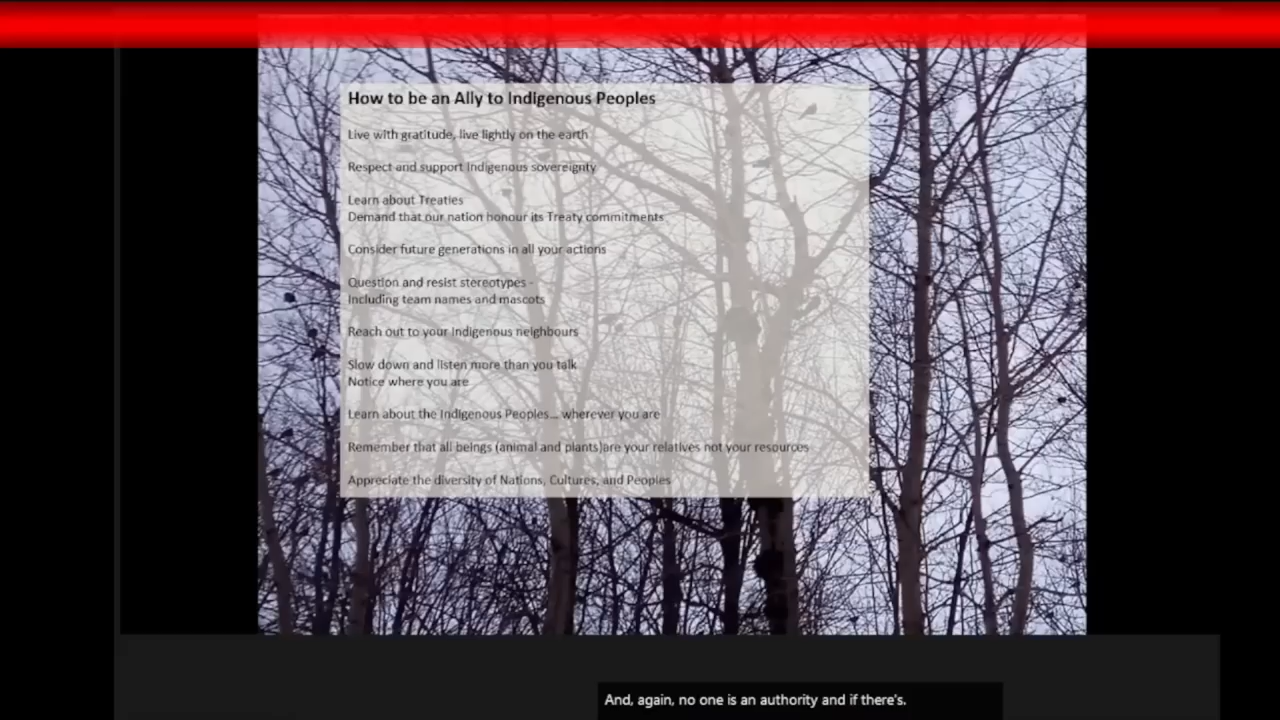 How to be an Ally to Indigenous Peoples
Live with gratitude, live lightly on the earth
Respect and support Indigenous sovereignty
Learn about Treaties
Demand that our nation honour its Treaty commitments
Consider future generations in all your actions
Question and resist stereotypes -
Including team names and mascots
Reach out to your Indigenous neighbours
Slow down and listen more than you talk
Notice where you are
Learn about the Indigenous Peoples... wherever you are
Remember that all beings (animal and plants)are your relatives not your resources
Appreciate the diversity of Nations, Cultures, and Peoples
And, again, no one is an authority and if there's.